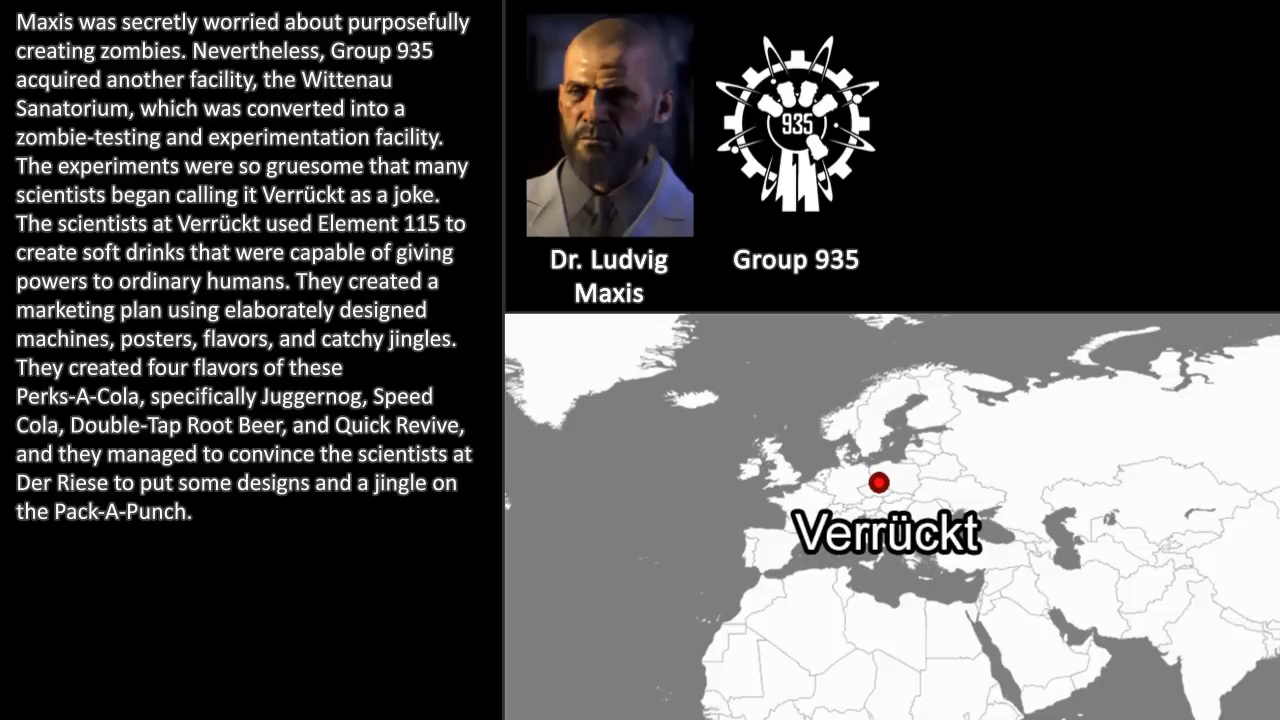 Maxis was secretly worried about purposefully
creating zombies. Nevertheless, Group 935
acquired another facility, the Wittenau
Sanatorium, which was converted into a
zombie-testing and experimentation facility.
The experiments were so gruesome that many
scientists began calling it Verrückt as a joke.
The scientists at Verrückt used Element 115 to
create soft drinks that were capable of giving
powers to ordinary humans. They created a
marketing plan using elaborately designed
machines, posters, flavors, and catchy jingles.
They created four flavors of these
Perks-A-Cola, specifically Juggernog, Speed
Cola, Double-Tap Root Beer, and Quick Revive,
and they managed to convince the scientists at
Der Riese to put some designs and a jingle on
the Pack-A-Punch.
935
Dr. Ludvig
Maxis
Group 935
Verrückt